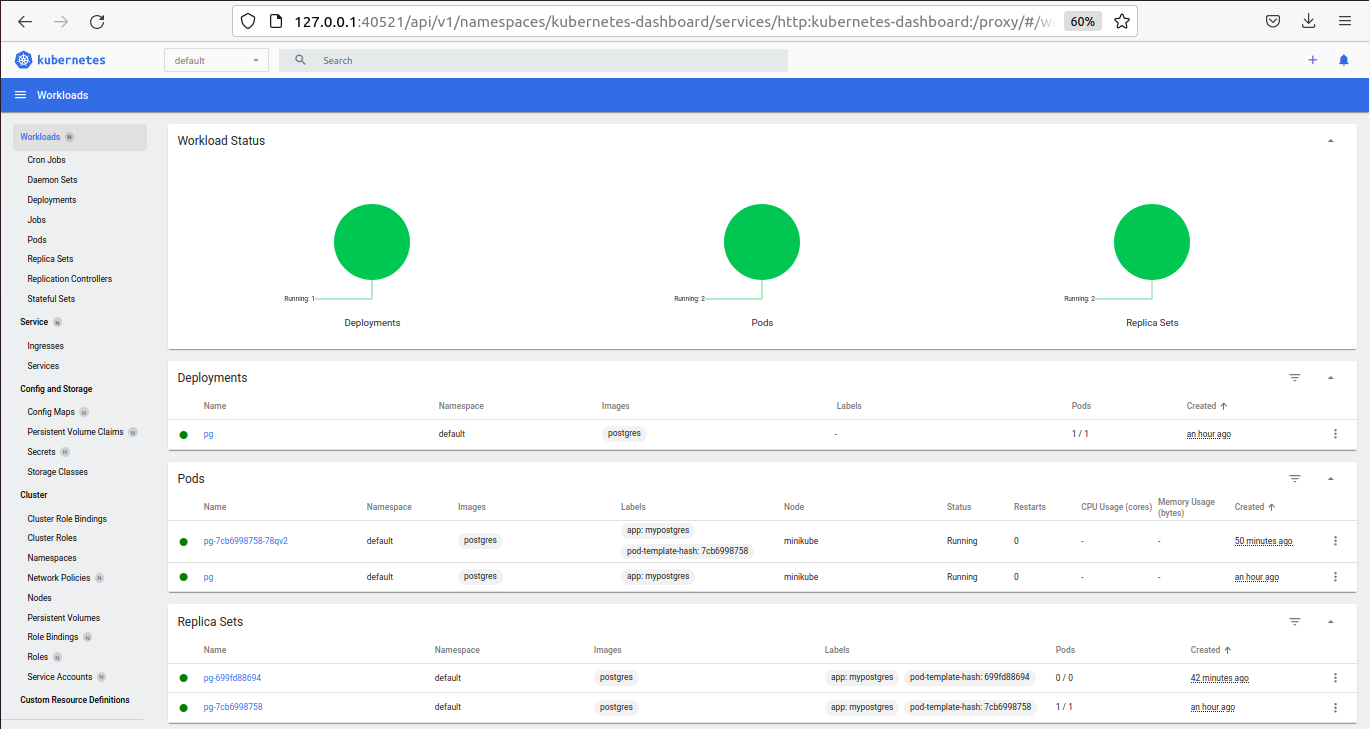 127.0.0.1:40521/api/v1/namespaces/kubernetes-dashboard/services/http:kubernetes-dashboard:/proxy/#/wo 60%
kubernetes default Search +
Workloads
Workloads N
Cron Jobs
Daemon Sets
Deployments
Jobs
Pods
Replica Sets
Replication Controllers
Stateful Sets
Service N
Ingresses
Services
Config and Storage
Config Maps N
Persistent Volume Claims N
Secrets N
Storage Classes
Cluster
Cluster Role Bindings
Cluster Roles
Namespaces
Network Policies N
Nodes
Persistent Volumes
Role Bindings N
Roles N
Service Accounts N
Custom Resource Definitions
Workload Status
Running: 1 Running: 2 Running: 2
Deployments Pods Replica Sets
Deployments
Name Namespace Images Labels Pods Created
pg default postgres - 1 / 1 an hour ago
Pods
Name Namespace Images Labels Node Status Restarts CPU Usage (cores) Memory Usage (bytes) Created
pg-7cb6998758-78qv2 default postgres app: mypostgres pod-template-hash: 7cb6998758 minikube Running 0 - - 50 minutes ago
pg default postgres app: mypostgres minikube Running 0 - - an hour ago
Replica Sets
Name Namespace Images Labels Pods Created
pg-699fd88694 default postgres app: mypostgres pod-template-hash: 699fd88694 0 / 0 42 minutes ago
pg-7cb6998758 default postgres app: mypostgres pod-template-hash: 7cb6998758 1 / 1 an hour ago